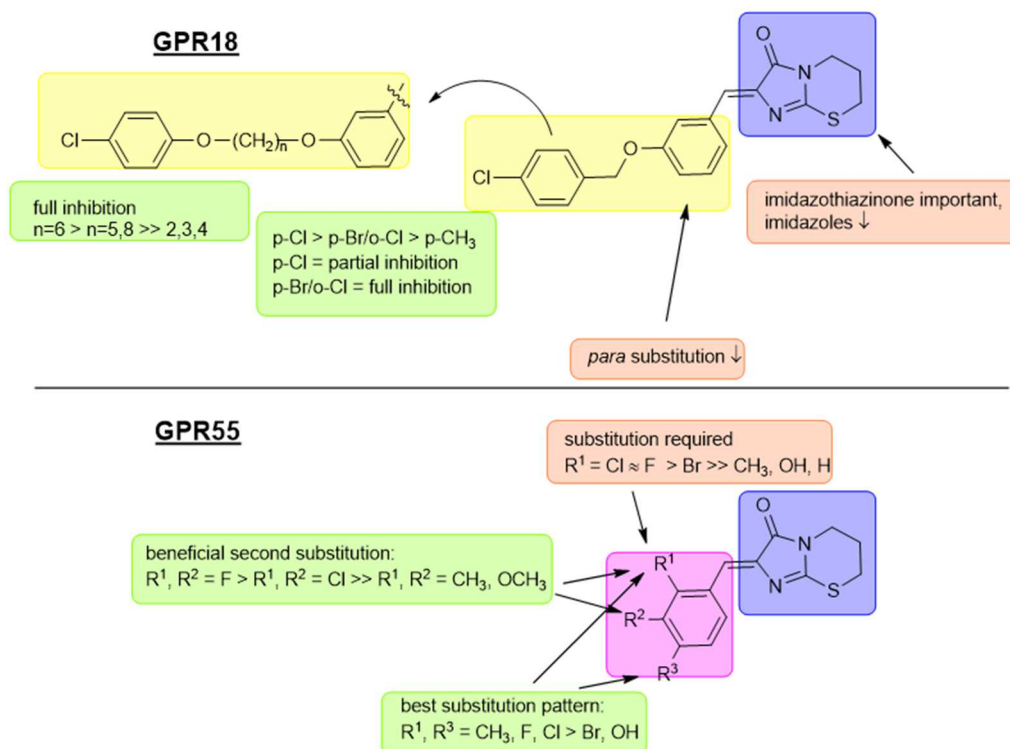 GPR18
Cl
O
(CH₂)n
O
full inhibition
n=6 > n=5,8 >> 2,3,4
p-Cl > p-Br/o-Cl > p-CH₃
p-Cl = partial inhibition
p-Br/o-Cl = full inhibition
Cl
O
O
N
N
S
imidazothiazinone important,
imidazoles ↓
para substitution ↓
GPR55
substitution required
R¹ = Cl ≈ F > Br >> CH₃, OH, H
beneficial second substitution:
R¹, R² = F > R¹, R² = Cl >> R¹, R² = CH₃, OCH₃
R¹
R²
R³
O
N
N
S
best substitution pattern:
R¹, R³ = CH₃, F, Cl > Br, OH